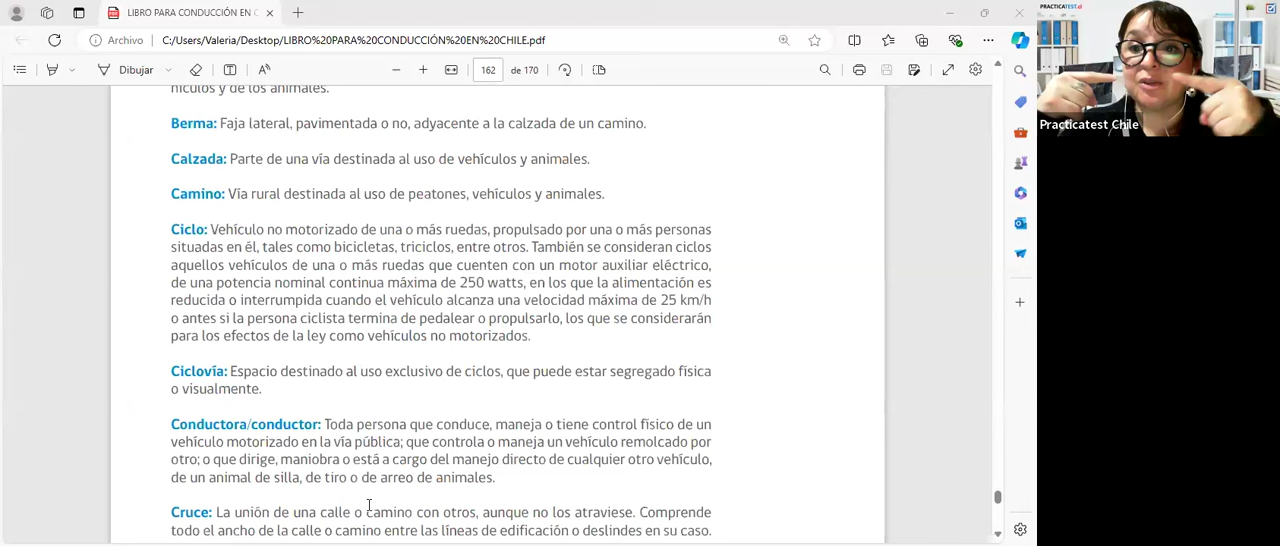 LIBRO PARA CONDUCCIÓN EN C
Archivo C:/Users/Valeria/Desktop/LIBRO%20PARA%20CONDUCCIÓN%20EN%20CHILE.pdf
Dibujar 162 de 170
hículos y de los animales.
Berma: Faja lateral, pavimentada o no, adyacente a la calzada de un camino.
Calzada: Parte de una vía destinada al uso de vehículos y animales.
Camino: Vía rural destinada al uso de peatones, vehículos y animales.
Ciclo: Vehículo no motorizado de una o más ruedas, propulsado por una o más personas
situadas en él, tales como bicicletas, triciclos, entre otros. También se consideran ciclos
aquellos vehículos de una o más ruedas que cuenten con un motor auxiliar eléctrico,
de una potencia nominal continua máxima de 250 watts, en los que la alimentación es
reducida o interrumpida cuando el vehículo alcanza una velocidad máxima de 25 km/h
o antes si la persona ciclista termina de pedalear o propulsarlo, los que se considerarán
para los efectos de la ley como vehículos no motorizados.
Ciclovía: Espacio destinado al uso exclusivo de ciclos, que puede estar segregado física
o visualmente.
Conductora/conductor: Toda persona que conduce, maneja o tiene control físico de un
vehículo motorizado en la vía pública; que controla o maneja un vehículo remolcado por
otro; o que dirige, maniobra o está a cargo del manejo directo de cualquier otro vehículo,
de un animal de silla, de tiro o de arreo de animales.
Cruce: La unión de una calle o camino con otros, aunque no los atraviese. Comprende
todo el ancho de la calle o camino entre las líneas de edificación o deslindes en su caso.
PRACTICATEST.cl
Practicatest Chile